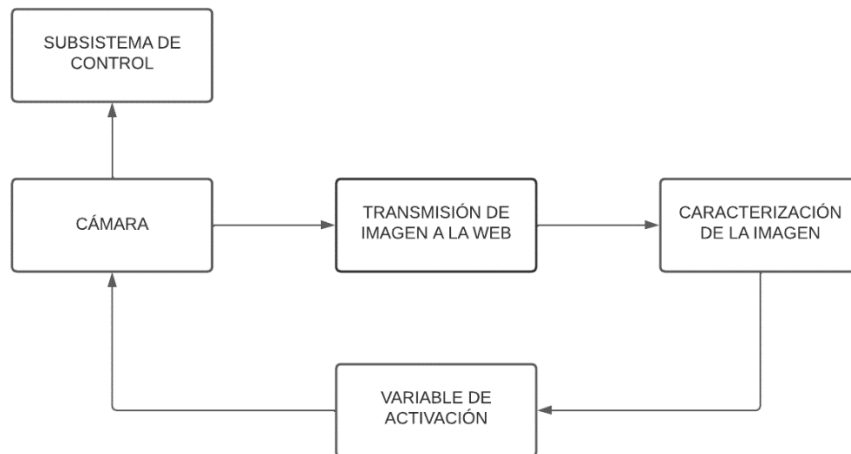 SUBSISTEMA DE
CONTROL
CÁMARA
TRANSMISIÓN DE
IMAGEN A LA WEB
CARACTERIZACIÓN
DE LA IMAGEN
VARIABLE DE
ACTIVACIÓN